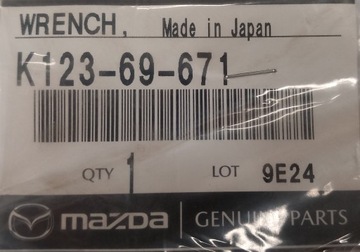 WRENCH, Made in Japan
K123-69-671
QTY 1 LOT 9E24
mazda GENUINE PARTS